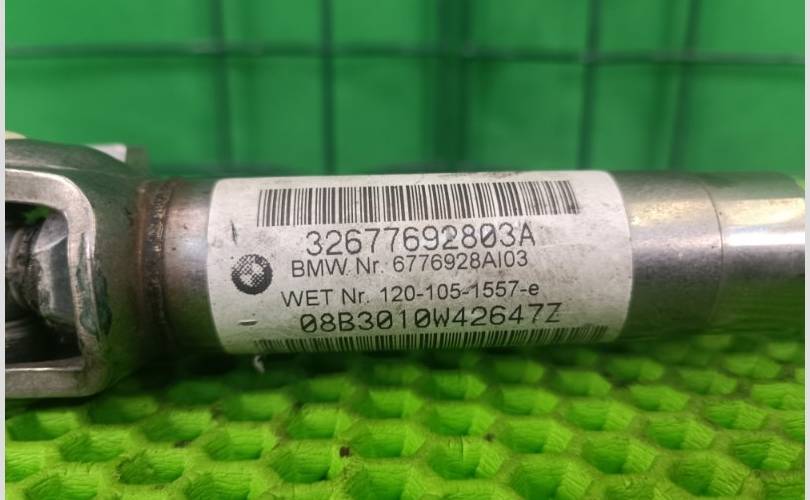 32677692803A
BMW. Nr. 6776928AI03
WET Nr. 120-105-1557-e
08B3010W42647Z